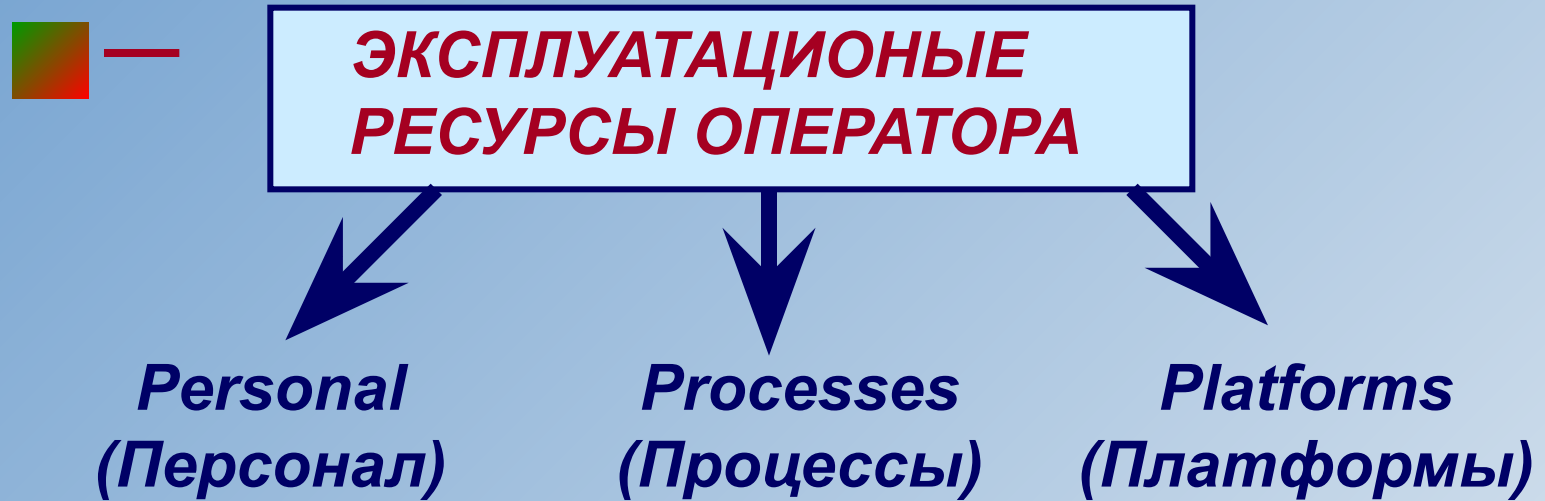 ЭКСПЛУАТАЦИОНЫЕ
РЕСУРСЫ ОПЕРАТОРА
Personal
(Персонал)
Processes
(Процессы)
Platforms
(Платформы)